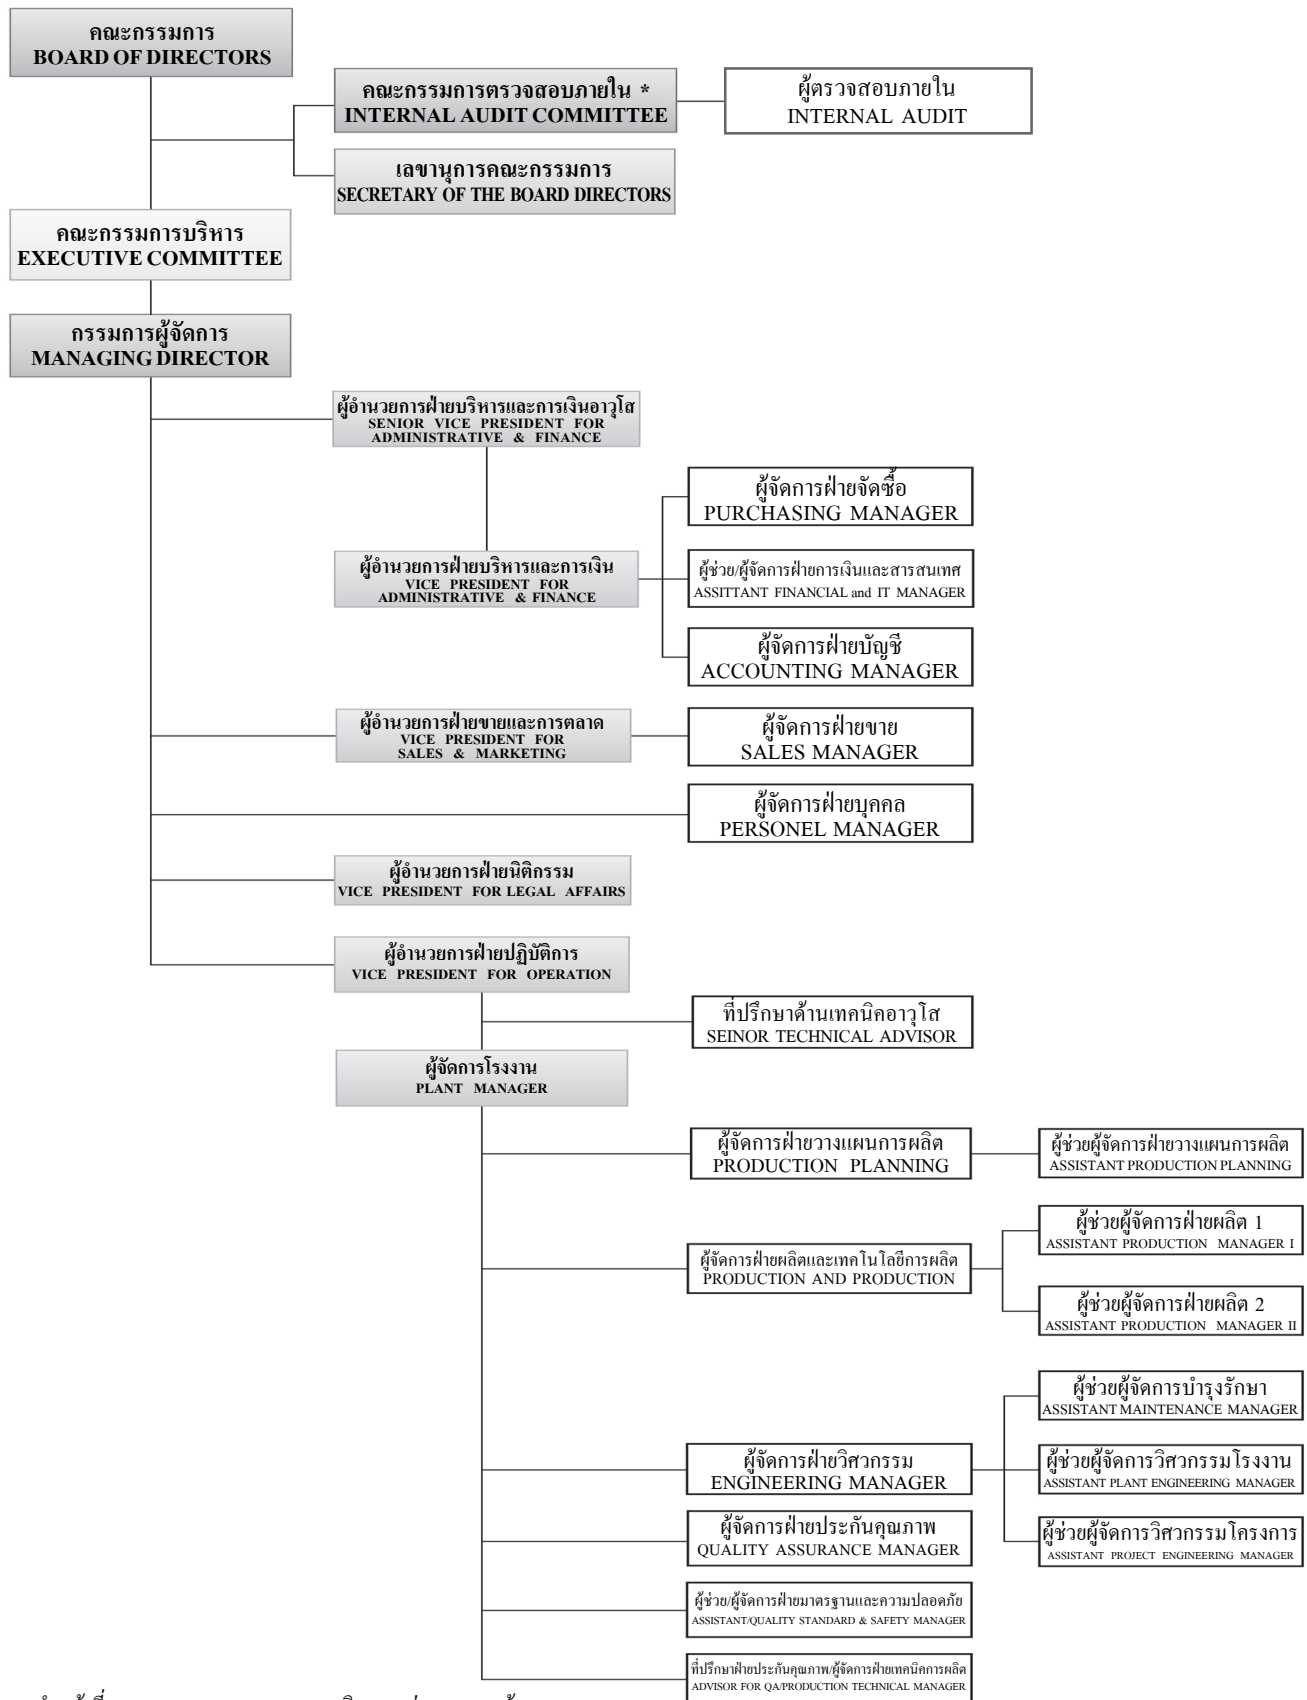 คณะกรรมการ
BOARD OF DIRECTORS
คณะกรรมการตรวจสอบภายใน *
INTERNAL AUDIT COMMITTEE
ผู้ตรวจสอบภายใน
INTERNAL AUDIT
เลขานุการคณะกรรมการ
SECRETARY OF THE BOARD DIRECTORS
คณะกรรมการบริหาร
EXECUTIVE COMMITTEE
กรรมการผู้จัดการ
MANAGING DIRECTOR
ผู้อำนวยการฝ่ายบริหารและการเงินอาวุโส
SENIOR VICE PRESIDENT FOR
ADMINISTRATIVE & FINANCE
ผู้จัดการฝ่ายจัดซื้อ
PURCHASING MANAGER
ผู้อำนวยการฝ่ายบริหารและการเงิน
VICE PRESIDENT FOR
ADMINISTRATIVE & FINANCE
ผู้ช่วย/ผู้จัดการฝ่ายการเงินและสารสนเทศ
ASSITTANT FINANCIAL and IT MANAGER
ผู้จัดการฝ่ายบัญชี
ACCOUNTING MANAGER
ผู้อำนวยการฝ่ายขายและการตลาด
VICE PRESIDENT FOR
SALES & MARKETING
ผู้จัดการฝ่ายขาย
SALES MANAGER
ผู้จัดการฝ่ายบุคคล
PERSONEL MANAGER
ผู้อำนวยการฝ่ายนิติกรรม
VICE PRESIDENT FOR LEGAL AFFAIRS
ผู้อำนวยการฝ่ายปฏิบัติการ
VICE PRESIDENT FOR OPERATION
ที่ปรึกษาด้านเทคนิคอาวุโส
SEINOR TECHNICAL ADVISOR
ผู้จัดการโรงงาน
PLANT MANAGER
ผู้จัดการฝ่ายวางแผนการผลิต
PRODUCTION PLANNING
ผู้ช่วยผู้จัดการฝ่ายวางแผนการผลิต
ASSISTANT PRODUCTION PLANNING
ผู้ช่วยผู้จัดการฝ่ายผลิต 1
ASSISTANT PRODUCTION MANAGER I
ผู้จัดการฝ่ายผลิตและเทคโนโลยีการผลิต
PRODUCTION AND PRODUCTION
ผู้ช่วยผู้จัดการฝ่ายผลิต 2
ASSISTANT PRODUCTION MANAGER II
ผู้ช่วยผู้จัดการบำรุงรักษา
ASSISTANT MAINTENANCE MANAGER
ผู้จัดการฝ่ายวิศวกรรม
ENGINEERING MANAGER
ผู้ช่วยผู้จัดการวิศวกรรมโรงงาน
ASSISTANT PLANT ENGINEERING MANAGER
ผู้จัดการฝ่ายประกันคุณภาพ
QUALITY ASSURANCE MANAGER
ผู้ช่วยผู้จัดการวิศวกรรมโครงการ
ASSISTANT PROJECT ENGINEERING MANAGER
ผู้ช่วย/ผู้จัดการฝ่ายมาตรฐานและความปลอดภัย
ASSISTANT/QUALITY STANDARD & SAFETY MANAGER
ที่ปรึกษาฝ่ายประกันคุณภาพ/ผู้จัดการฝ่ายเทคนิคการผลิต
ADVISOR FOR QA/PRODUCTION TECHNICAL MANAGER